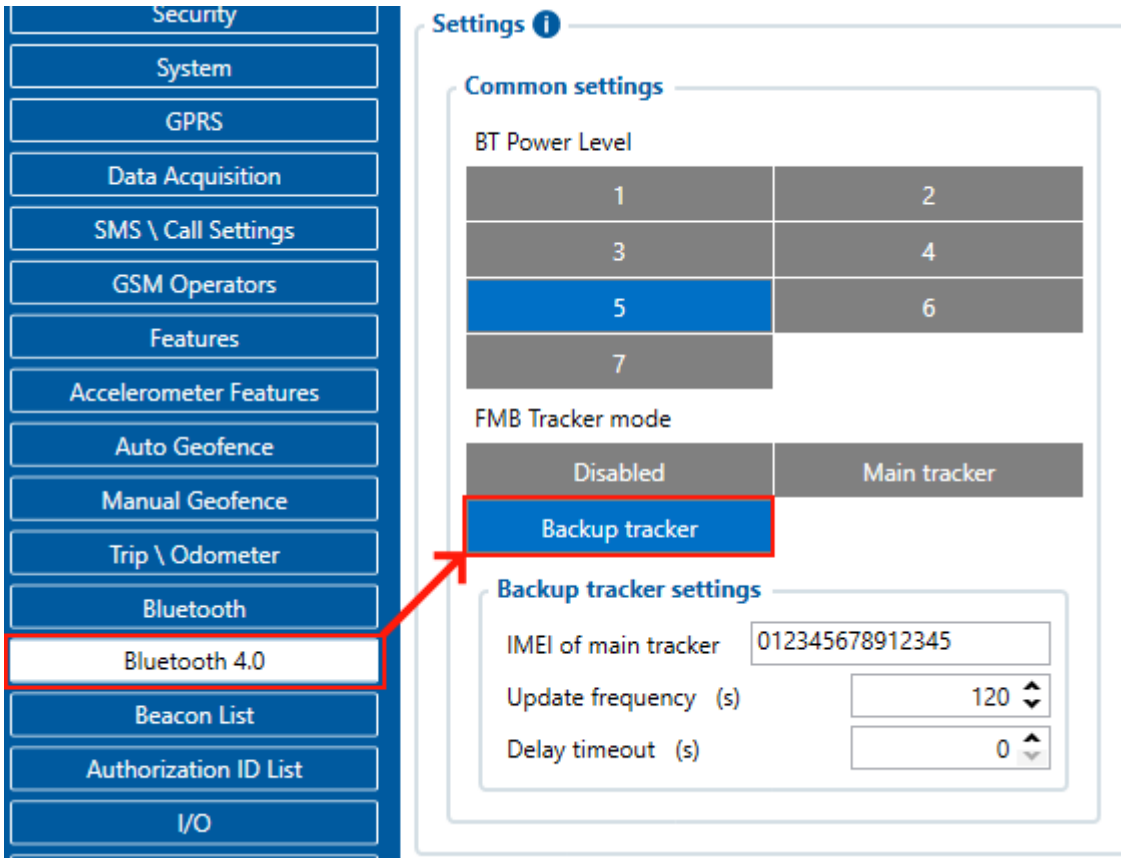 Security
System
GPRS
Data Acquisition
SMS \ Call Settings
GSM Operators
Features
Accelerometer Features
Auto Geofence
Manual Geofence
Trip \ Odometer
Bluetooth
Bluetooth 4.0
Beacon List
Authorization ID List
I/O
Settings i
Common settings
BT Power Level
1 2
3 4
5 6
7
FMB Tracker mode
Disabled Main tracker
Backup tracker
Backup tracker settings
IMEI of main tracker 012345678912345
Update frequency (s) 120
Delay timeout (s) 0